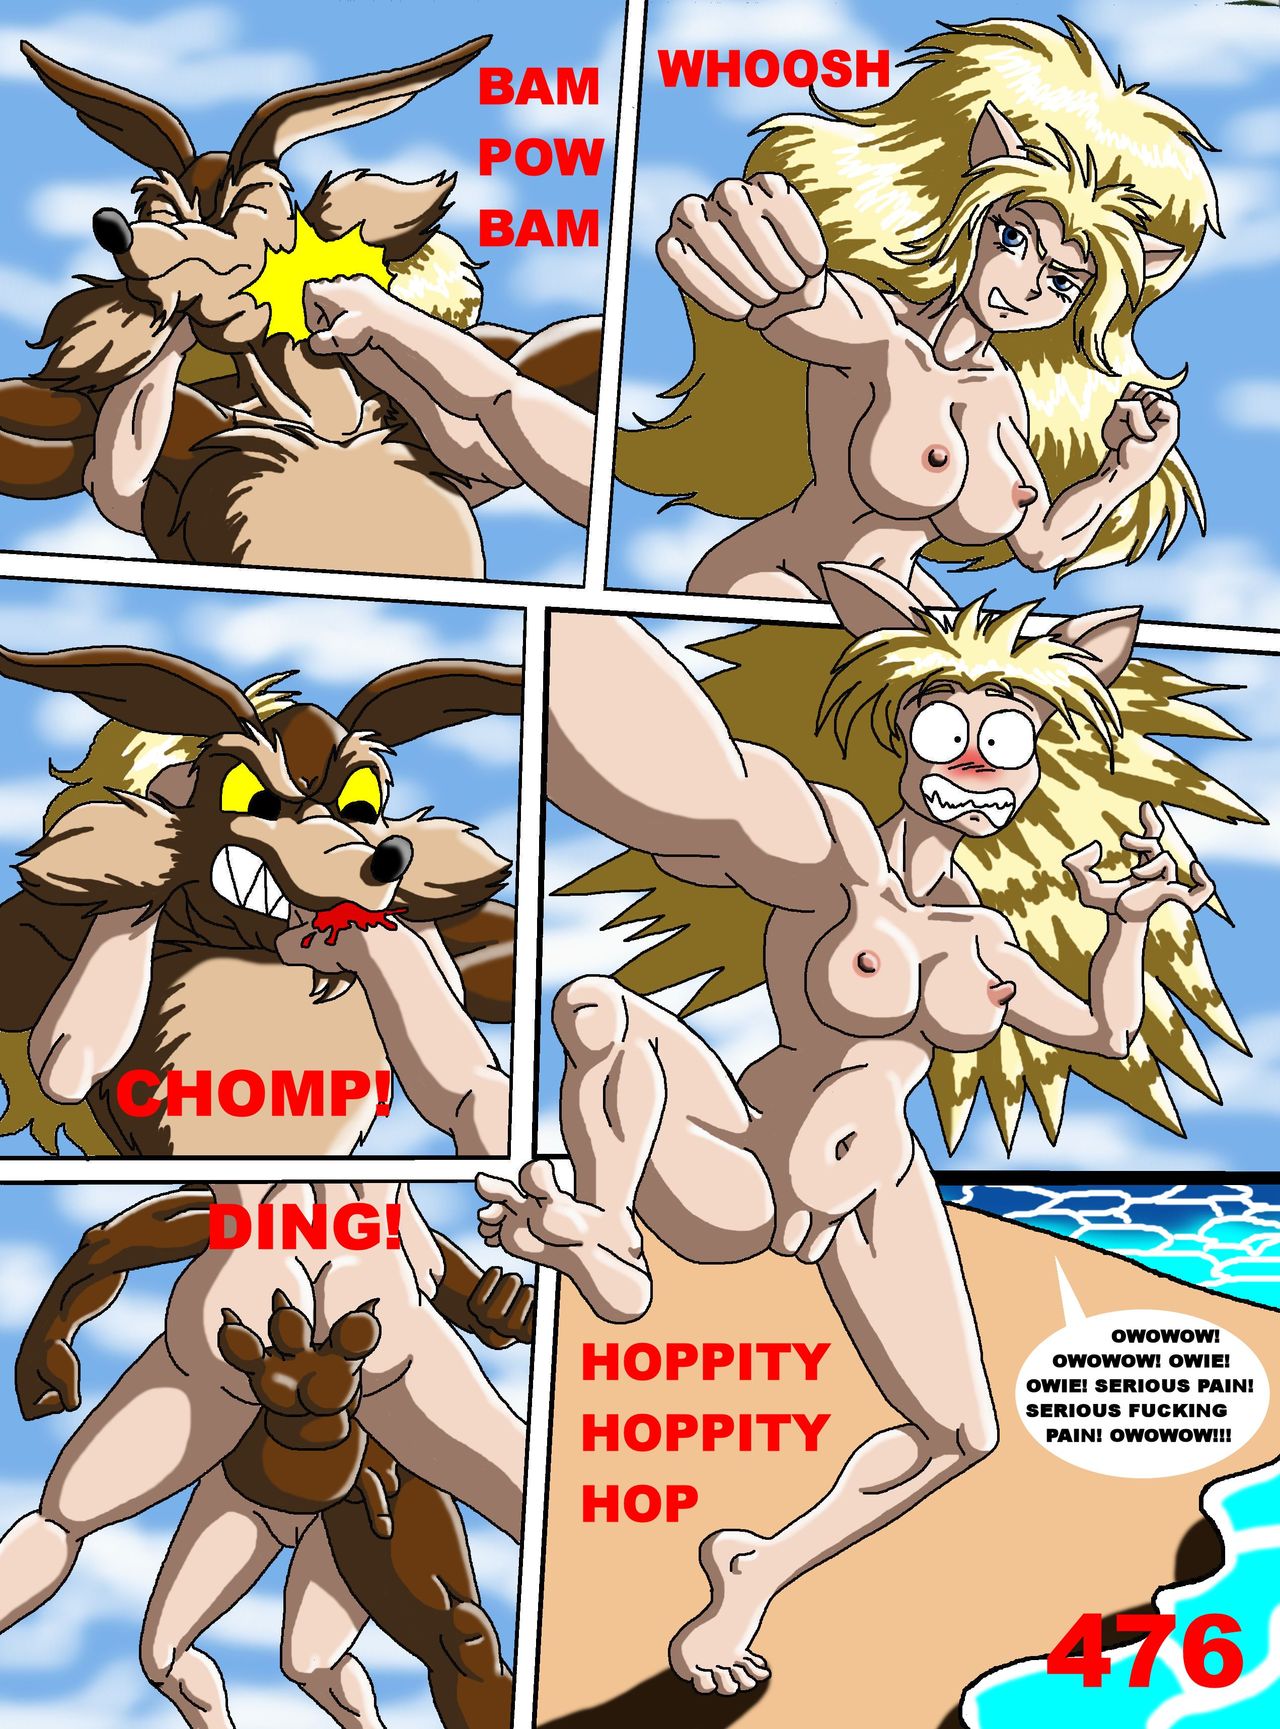 BAM
POW
BAM
WHOOSH
CHOMP!
DING!
HOPPITY
HOPPITY
HOP
OWOWOW!
OWOWOW! OWIE!
OWIE! SERIOUS PAIN!
SERIOUS FUCKING
PAIN! OWOWOW!!!
476